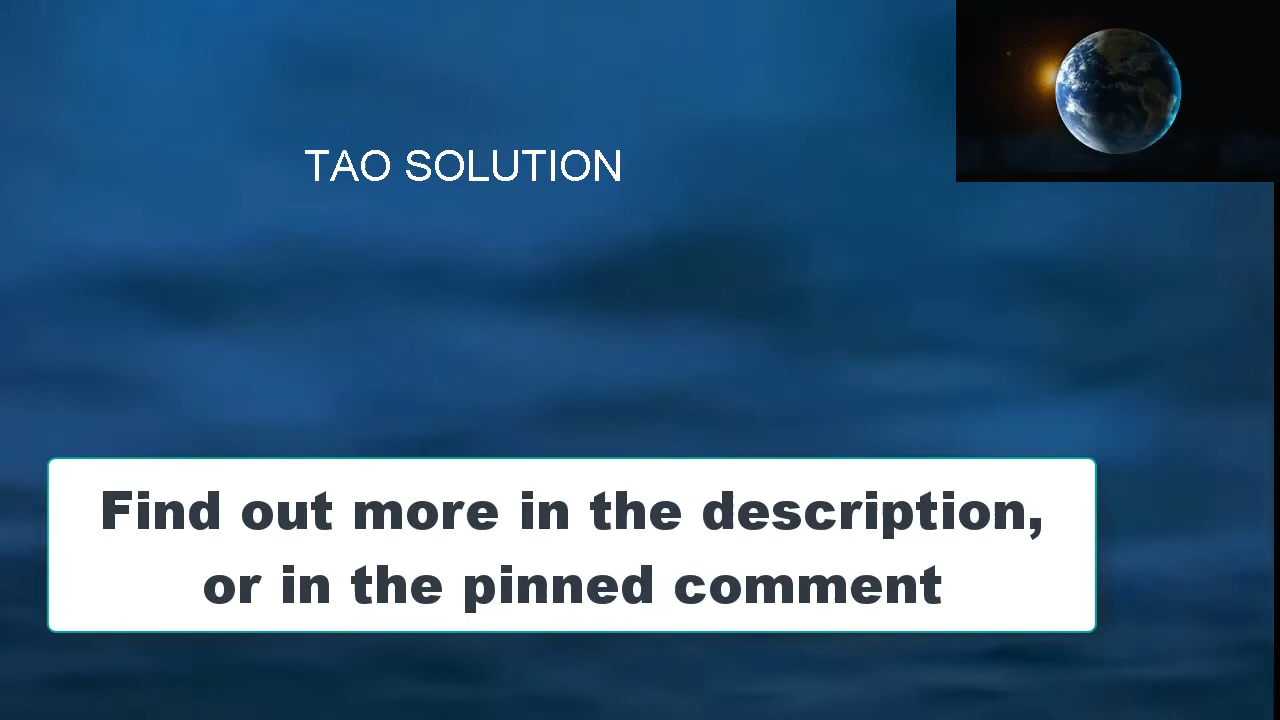 TAO SOLUTION
Find out more in the description,
or in the pinned comment